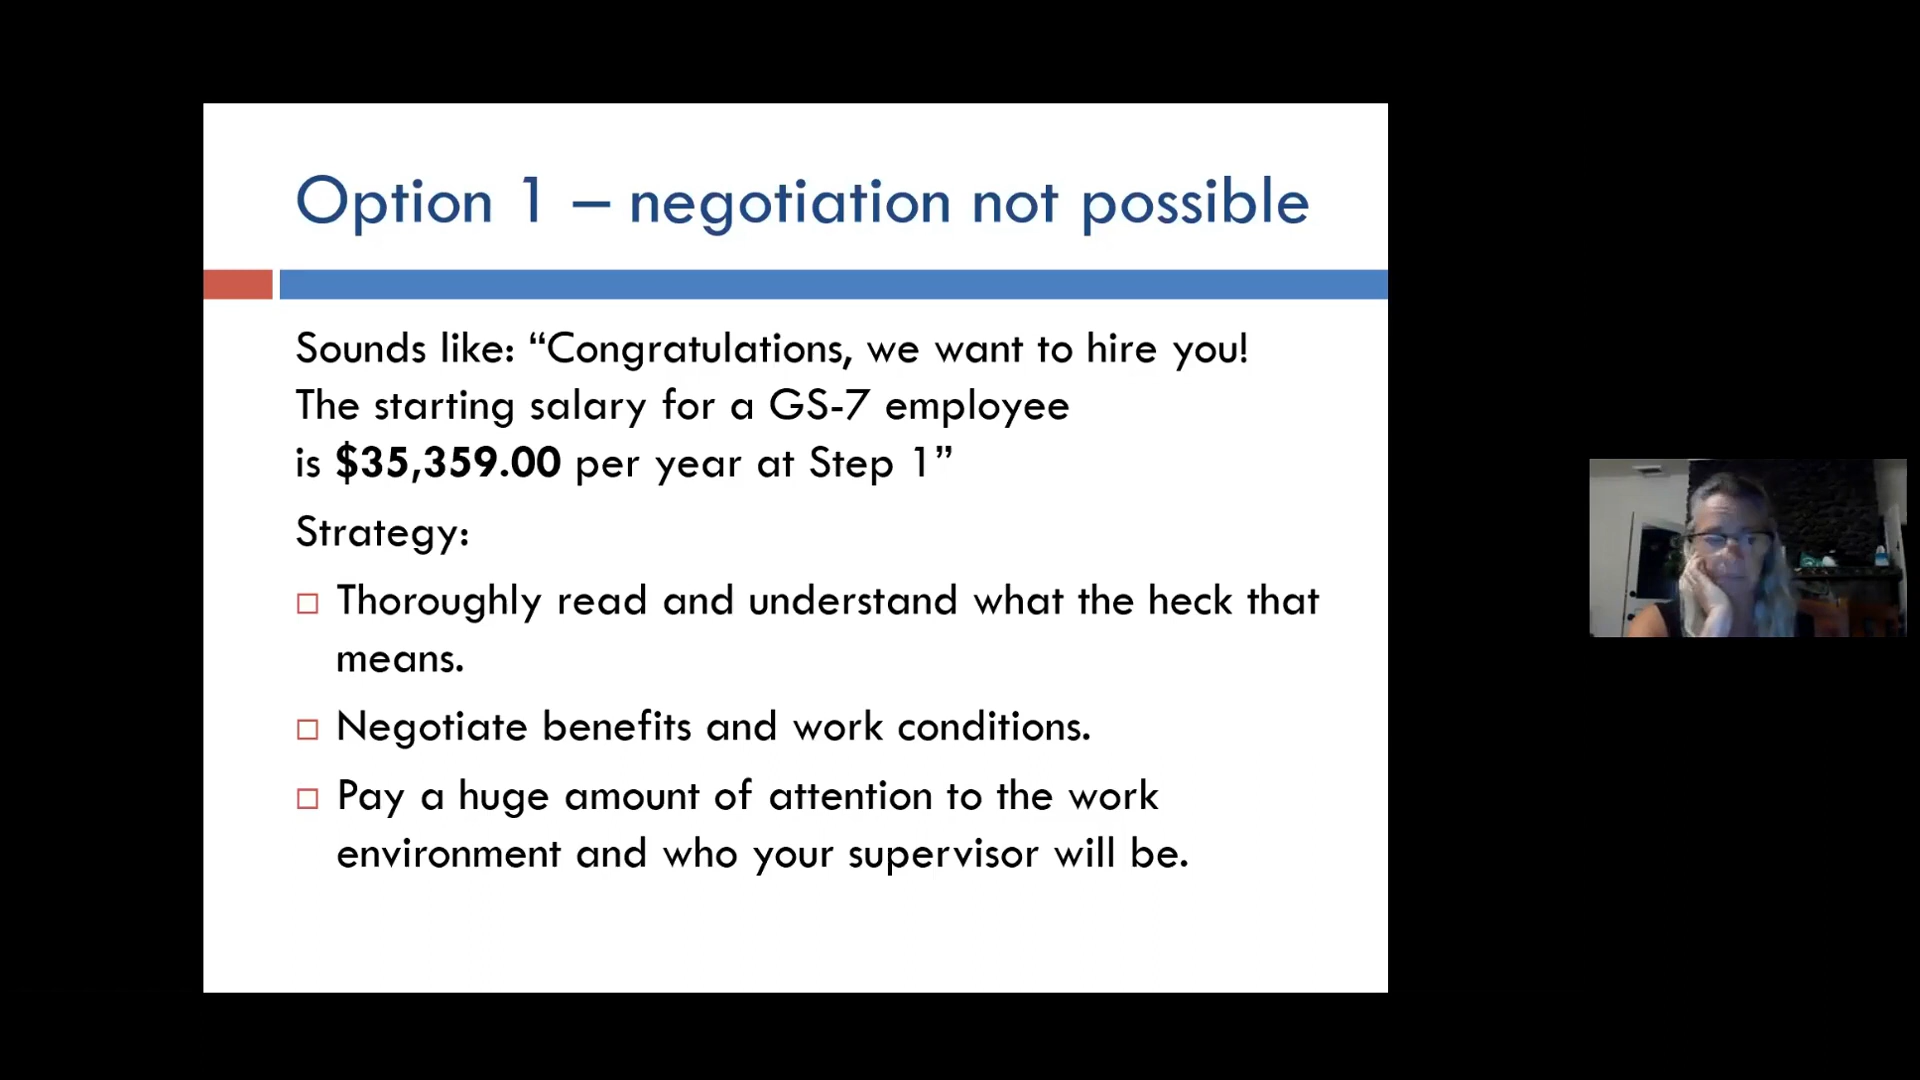 Option 1 – negotiation not possible
Sounds like: “Congratulations, we want to hire you!
The starting salary for a GS-7 employee
is $35,359.00 per year at Step 1”
Strategy:
Thoroughly read and understand what the heck that
means.
Negotiate benefits and work conditions.
Pay a huge amount of attention to the work
environment and who your supervisor will be.